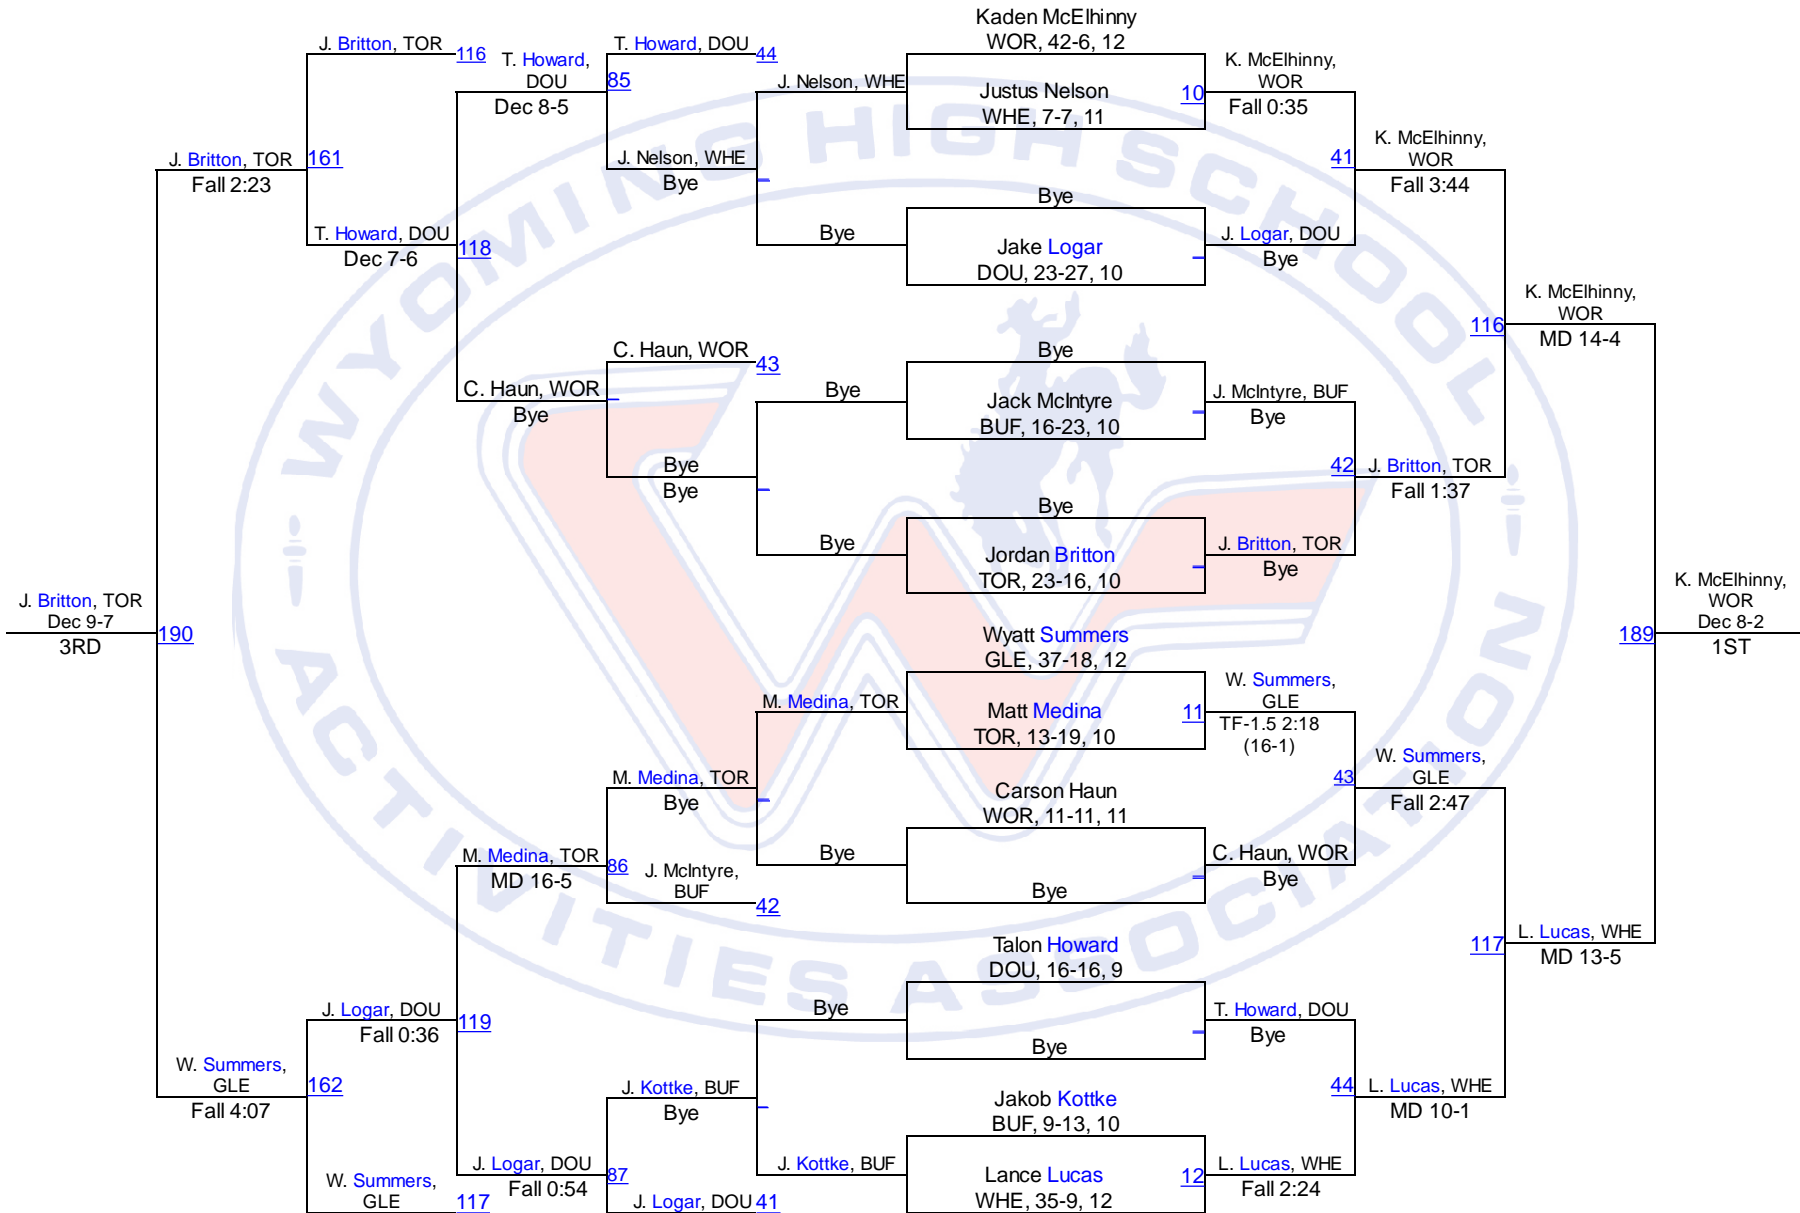 Kaden McElhinny
WOR, 42-6, 12
Justus Nelson
WHE, 7-7, 11
10
Bye
Jake Logar
DOU, 23-27, 10
Bye
Jack McIntyre
BUF, 16-23, 10
Bye
Jordan Britton
TOR, 23-16, 10
Wyatt Summers
GLE, 37-18, 12
Matt Medina
TOR, 13-19, 10
11
Carson Haun
WOR, 11-11, 11
Bye
Talon Howard
DOU, 16-16, 9
Bye
Jakob Kottke
BUF, 9-13, 10
Lance Lucas
WHE, 35-9, 12
12
K. McElhinny,
WOR
Fall 0:35
J. Logar, DOU
Bye
41
J. McIntyre, BUF
Bye
J. Britton, TOR
Bye
42
W. Summers,
GLE
TF-1.5 2:18
(16-1)
C. Haun, WOR
Bye
43
T. Howard, DOU
Bye
L. Lucas, WHE
Fall 2:24
44
K. McElhinny,
WOR
Fall 3:44
J. Britton, TOR
Fall 1:37
116
W. Summers,
GLE
Fall 2:47
L. Lucas, WHE
MD 10-1
117
K. McElhinny,
WOR
MD 14-4
L. Lucas, WHE
MD 13-5
189
K. McElhinny,
WOR
Dec 8-2
1ST
J. Nelson, WHE
Bye
Bye
Bye
M. Medina, TOR
Bye
Bye
J. Kottke, BUF
T. Howard, DOU
44
J. Nelson, WHE
Bye
85
C. Haun, WOR
43
Bye
Bye
M. Medina, TOR
Bye
J. McIntyre,
BUF
42
86
J. Kottke, BUF
Bye
J. Logar, DOU
41
87
T. Howard,
DOU
Dec 8-5
C. Haun, WOR
Bye
118
M. Medina, TOR
MD 16-5
J. Logar, DOU
Fall 0:54
119
J. Britton, TOR
116
T. Howard, DOU
Dec 7-6
161
J. Logar, DOU
Fall 0:36
W. Summers,
GLE
117
162
J. Britton, TOR
Fall 2:23
W. Summers,
GLE
Fall 4:07
190
J. Britton, TOR
Dec 9-7
3RD
WYOMING HIGH SCHOOL
ACTIVITIES ASSOCIATION